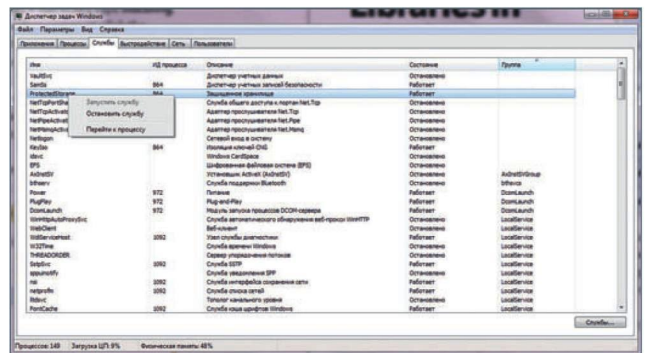 Диспетчер задач Windows
Файл Параметры Вид Справка
Приложения Процессы Службы Быстродействие Сеть Пользователи
Имя ИД процесса Описание Состояние Группа
VaultSvc Диспетчер учетных данных Остановлено
SamSs 864 Диспетчер учетных записей безопасности Работает
ProtectedStorage 864 Защищенное хранилище Работает
NetTcpPortSha Служба общего доступа к портам Net.Tcp Остановлено
NetTcpActivato Адаптер прослушивателя Net.Tcp Остановлено
NetPipeActivat Адаптер прослушивателя Net.Pipe Остановлено
NetMsmqActiv Адаптер прослушивателя Net.Msmq Остановлено
Запустить службу
Остановить службу
Перейти к процессу
Netlogon Сетевой вход в систему Остановлено
KeyIso 864 Изоляция ключей CNG Работает
idsvc Windows CardSpace Остановлено
EFS Шифрованная файловая система (EFS) Остановлено
AxInstSV Установщик ActiveX (AxInstSV) Остановлено AxInstSVGroup
bthserv Служба поддержки Bluetooth Остановлено bthsvcs
Power 972 Питание Работает DcomLaunch
PlugPlay 972 Plug-and-Play Работает DcomLaunch
DcomLaunch 972 Модуль запуска процессов DCOM-сервера Работает DcomLaunch
WinHttpAutoProxySvc Служба автоматического обнаружения веб-прокси WinHTTP Остановлено LocalService
WebClient Веб-клиент Остановлено LocalService
WdiServiceHost 1092 Узел службы диагностики Работает LocalService
W32Time Служба времени Windows Остановлено LocalService
THREADORDER Сервер упорядочения потоков Остановлено LocalService
SstpSvc 1092 Служба SSTP Работает LocalService
sppuinotify Служба уведомления SPP Остановлено LocalService
nsi 1092 Служба интерфейса сохранения сети Работает LocalService
netprofm 1092 Служба списка сетей Работает LocalService
lltdsvc Тополог канального уровня Остановлено LocalService
FontCache 1092 Служба кэша шрифтов Windows Работает LocalService
Службы...
Процессов: 149 Загрузка ЦП: 9% Физическая память: 48%